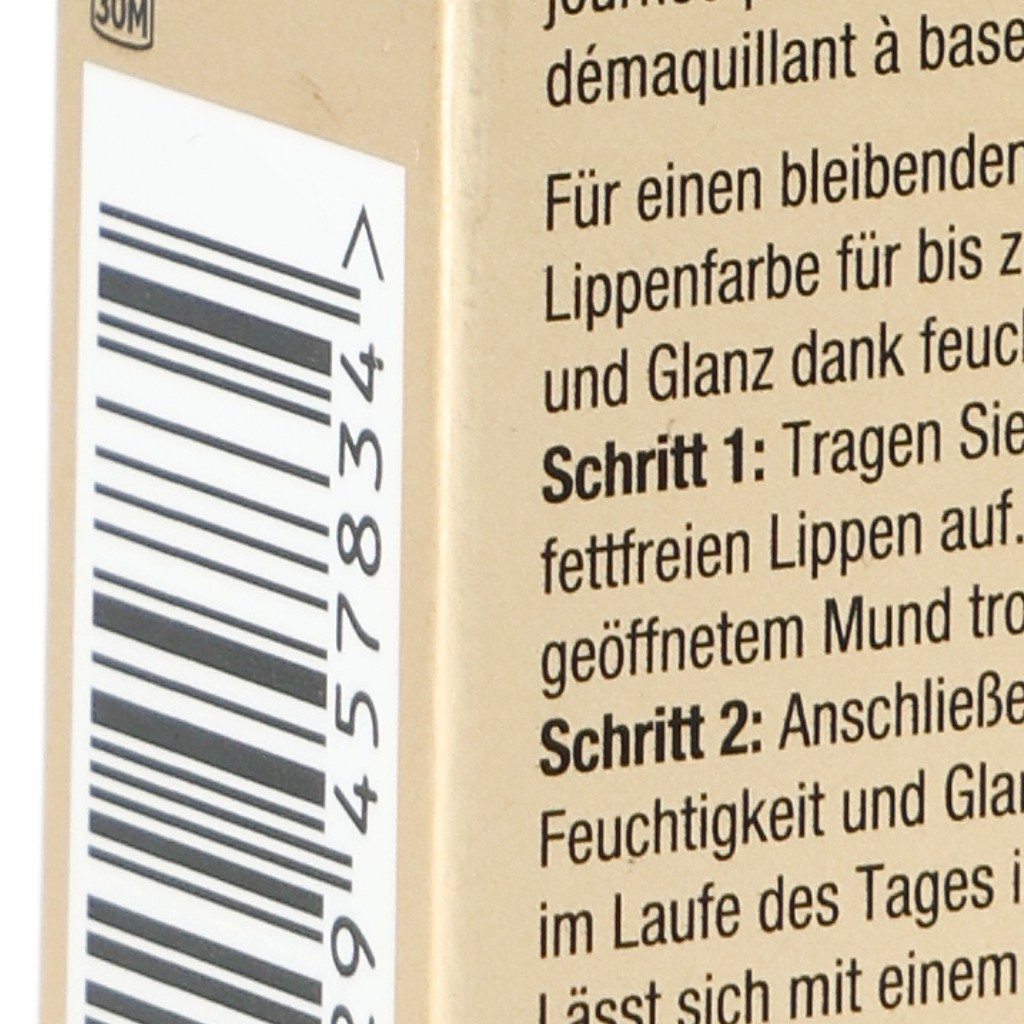 30M
démaquillant à base
Für einen bleibenden
Lippenfarbe für bis z
und Glanz dank feuc
Schritt 1: Tragen Sie
fettfreien Lippen auf.
geöffnetem Mund tro
Schritt 2: Anschließe
Feuchtigkeit und Gla
im Laufe des Tages i
Lässt sich mit einem
9 457834 >